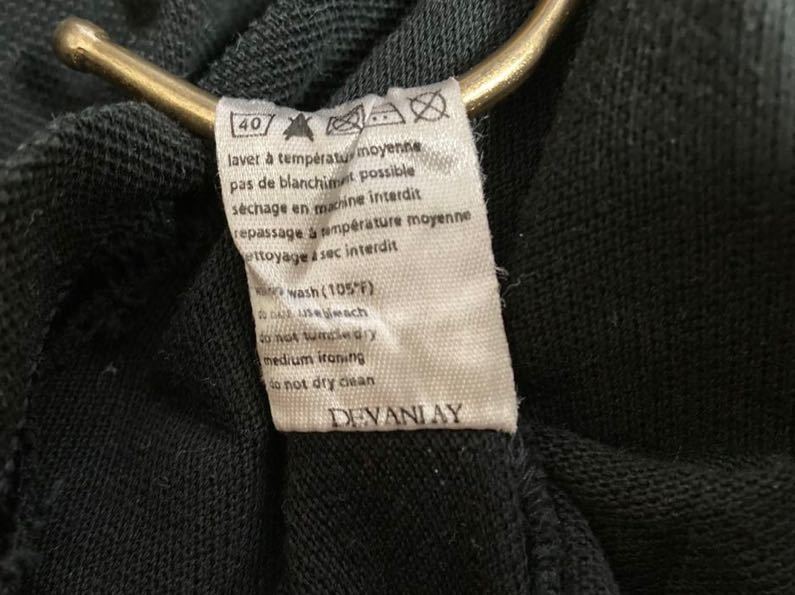 40
laver à température moyenne
pas de blanchiment possible
séchage en machine interdit
repassage à température moyenne
nettoyage à sec interdit
wash (105°F)
do not use bleach
do not tumble dry
medium ironing
do not dry clean
DEVANLAY